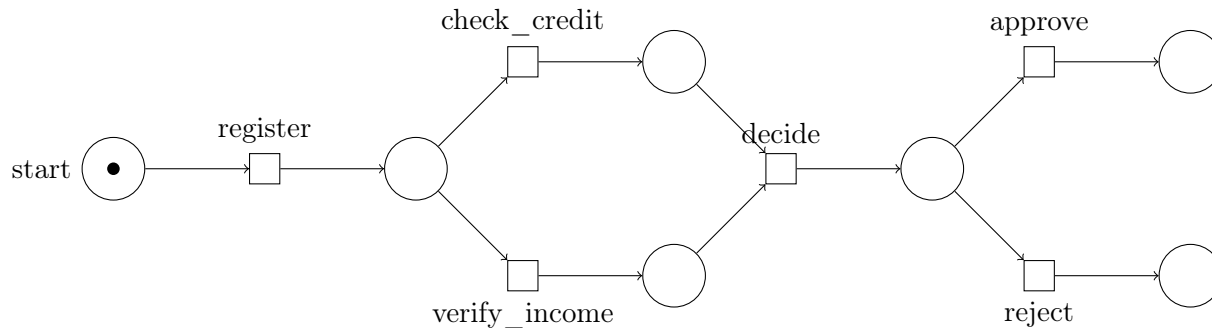 check_credit
approve
register
decide
start
verify_income
reject